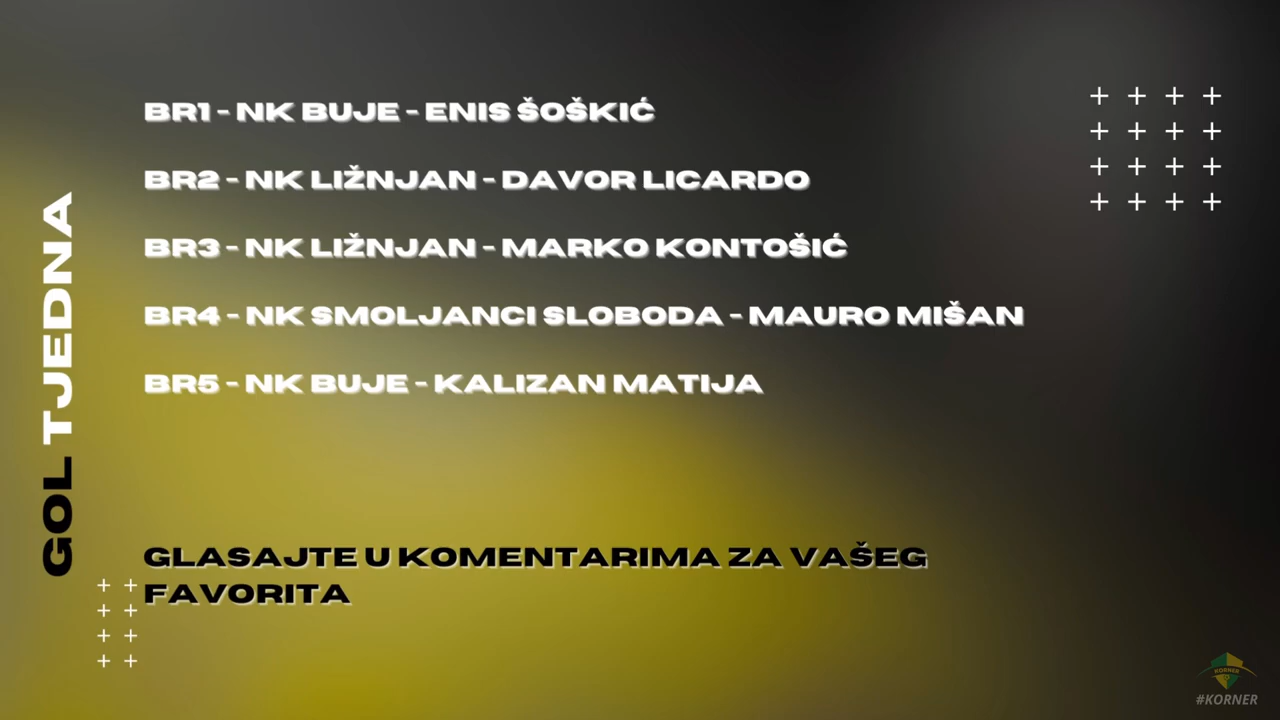 BR1 - NK BUJE - ENIS ŠOŠKIĆ
BR2 - NK LIŽNJAN - DAVOR LICARDO
BR3 - NK LIŽNJAN - MARKO KONTOŠIĆ
BR4 - NK SMOLJANCI SLOBODA - MAURO MIŠAN
BR5 - NK BUJE - KALIZAN MATIJA
GOL TJEDNA
GLASAJTE U KOMENTARIMA ZA VAŠEG
FAVORITA
KORNER
#KORNER